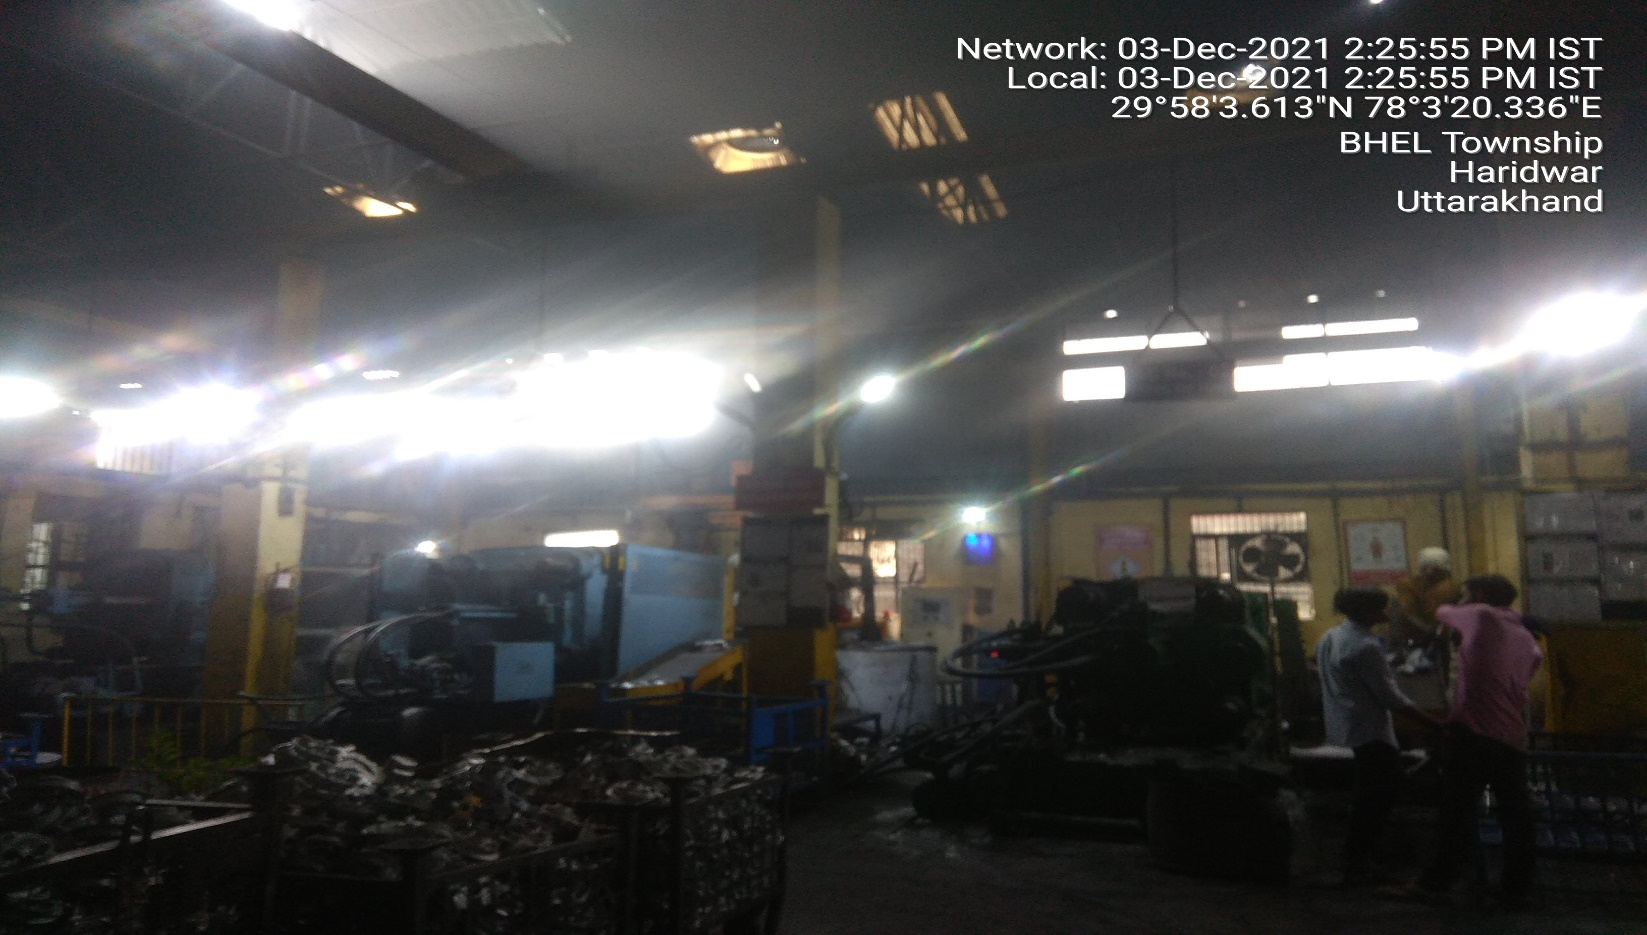 Network: 03-Dec-2021 2:25:55 PM IST
Local: 03-Dec-2021 2:25:55 PM IST
29°58'3.613"N 78°3'20.336"E
BHEL Township
Haridwar
Uttarakhand